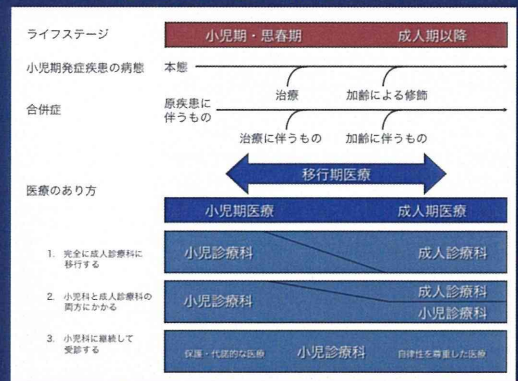 ライフステージ
小児期・思春期 成人期以降
小児期発症疾患の病態 本態
治療 加齢による修飾
合併症 原疾患に
伴うもの
治療に伴うもの 加齢に伴うもの
移行期医療
医療のあり方
小児期医療 成人期医療
1. 完全に成人診療科に
移行する
小児診療科 成人診療科
2. 小児科と成人診療科の
両方にかかる
小児診療科 成人診療科
小児診療科
3. 小児科に継続して
受診する
保護・代諾的な医療 小児診療科 自律性を尊重した医療